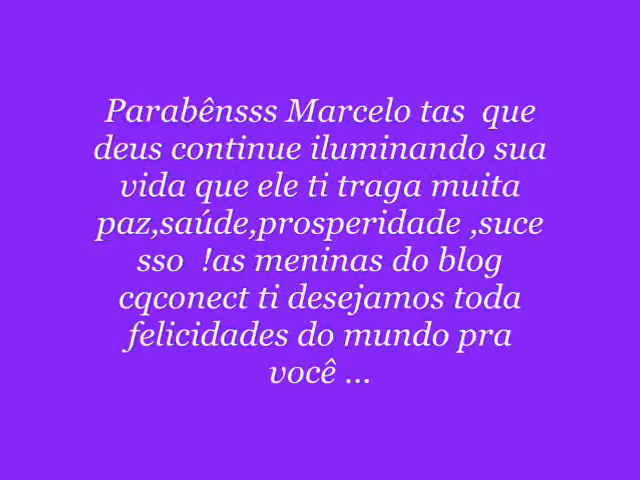 Parabênsss Marcelo tas  que
deus continue iluminando sua
vida que ele ti traga muita
paz,saúde,prosperidade ,suce
sso  !as meninas do blog
cqconect ti desejamos toda
felicidades do mundo pra
você ...